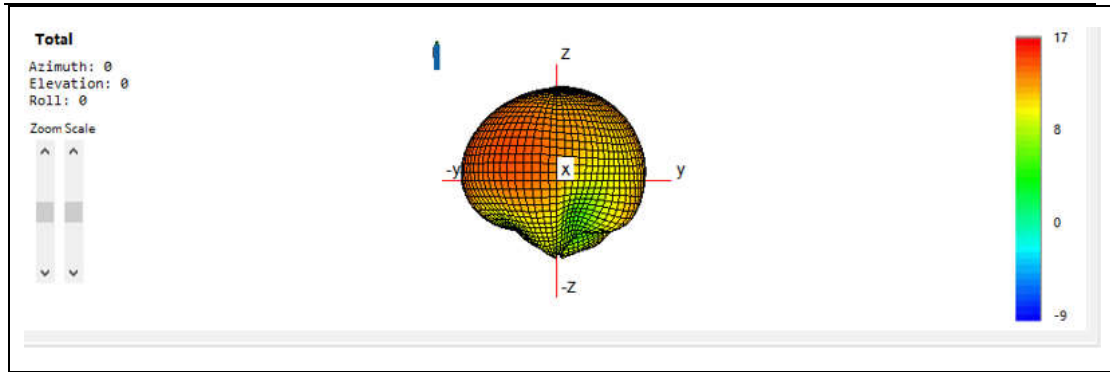 Total
Azimuth: 0
Elevation: 0
Roll: 0
Zoom Scale
Z
-y
x
y
-Z
17
8
0
-9